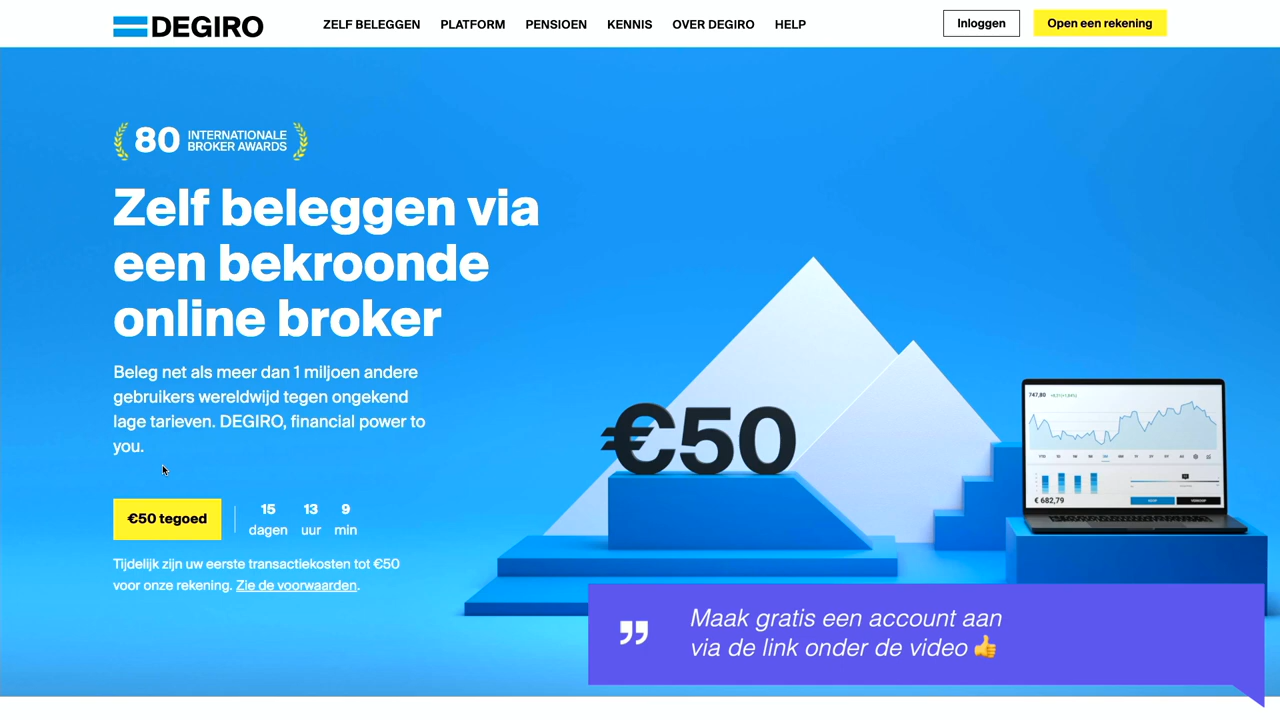 DEGIRO
ZELF BELEGGEN PLATFORM PENSIOEN KENNIS OVER DEGIRO HELP
Inloggen
Open een rekening
80 INTERNATIONALE
BROKER AWARDS
Zelf beleggen via
een bekroonde
online broker
Beleg net als meer dan 1 miljoen andere
gebruikers wereldwijd tegen ongekend
lage tarieven. DEGIRO, financial power to
you.
€50 tegoed
15 13 9
dagen uur min
Tijdelijk zijn uw eerste transactiekosten tot €50
voor onze rekening. Zie de voorwaarden.
€50
747,80
€ 682,79
Maak gratis een account aan
via de link onder de video 👍